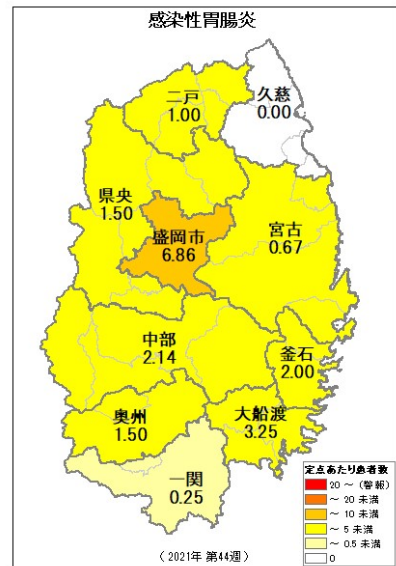 感染性胃腸炎
二戸
1.00
久慈
0.00
県央
1.50
盛岡市
6.86
宮古
0.67
中部
2.14
釜石
2.00
奥州
1.50
大船渡
3.25
一関
0.25
定点あたり患者数
20 ～ （警報）
～ 20 未満
～ 10 未満
～ 5 未満
～ 0.5 未満
0
（ 2021年 第44週）